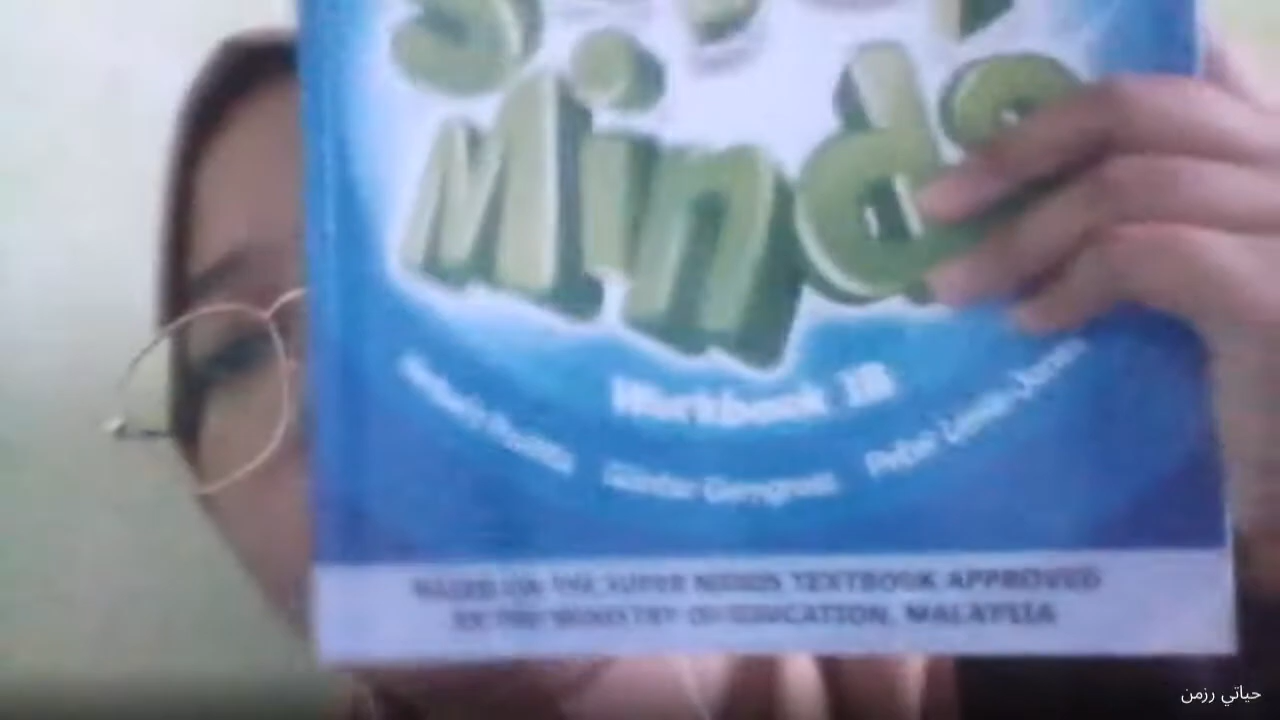 Super
Minds
Workbook 1B
Herbert Puchta Günter Gerngross Peter Lewis-Jones
BASED ON THE SUPER MINDS TEXTBOOK APPROVED
BY THE MINISTRY OF EDUCATION, MALAYSIA
حياتي رزمن